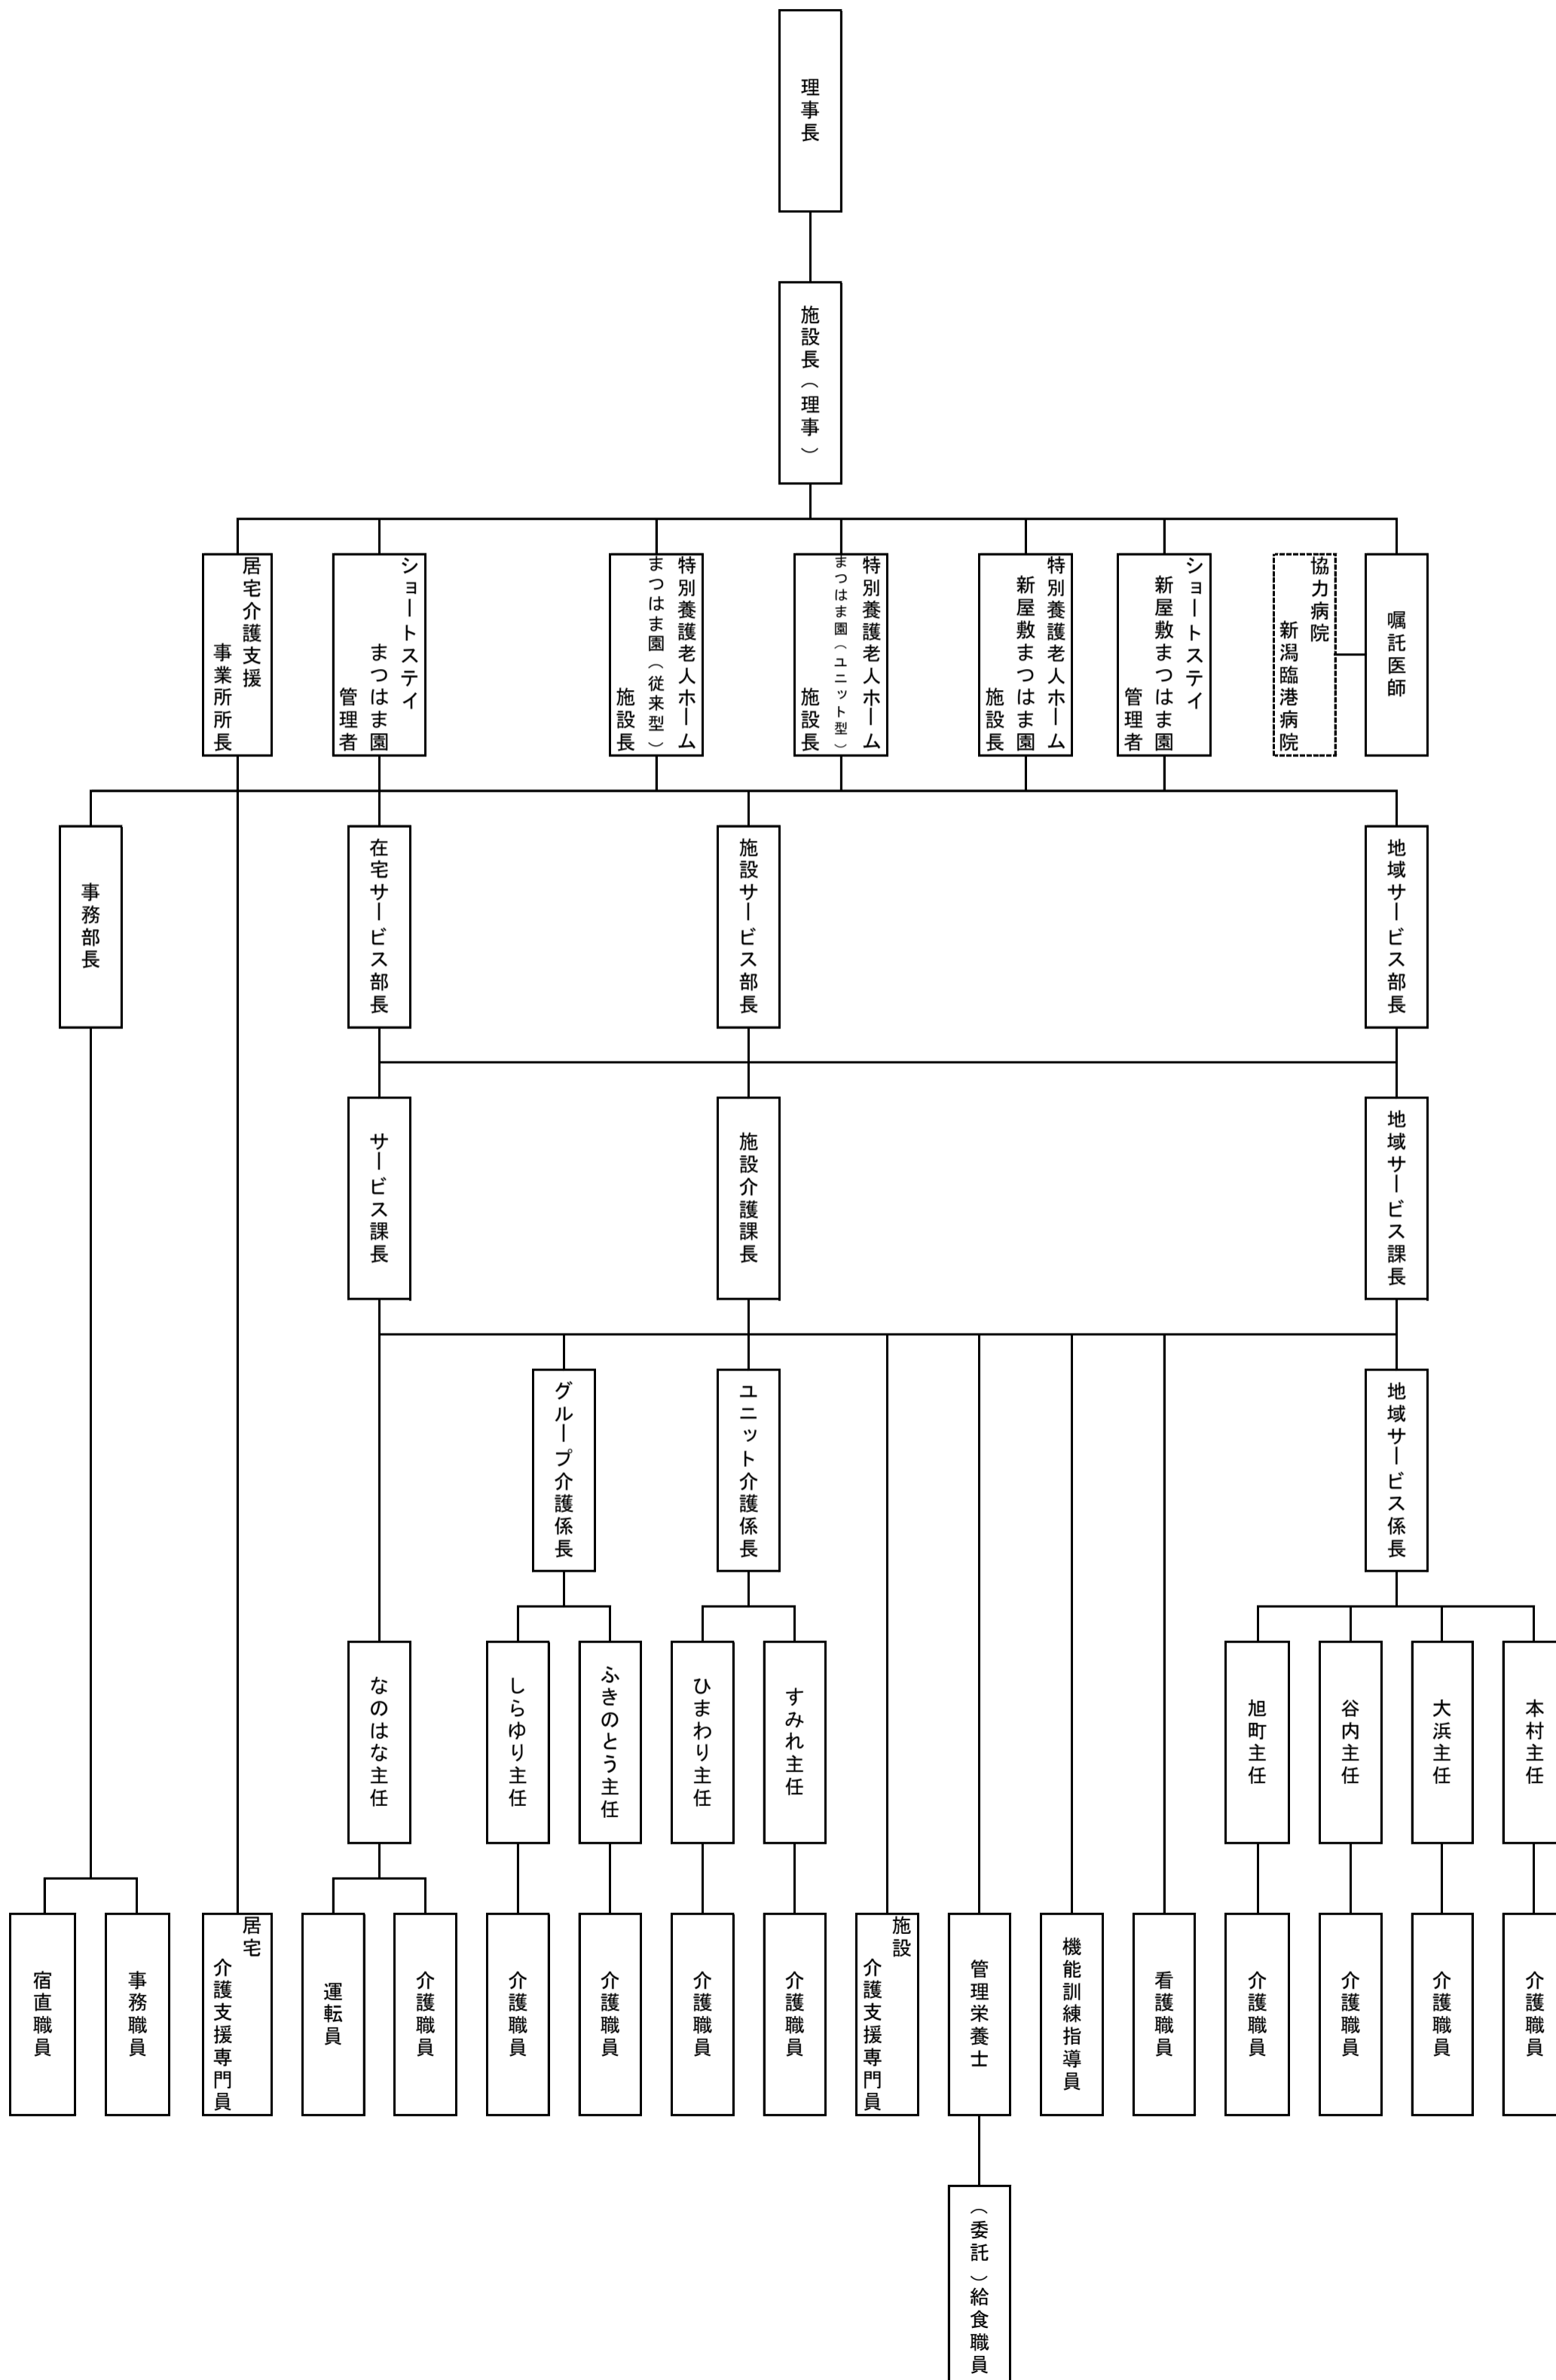 理事長
施設長（理事）
居宅介護支援
事業所所長
ショートステイ
まつはま園
管理者
特別養護老人ホーム
まつはま園（従来型）
施設長
特別養護老人ホーム
まつはま園（ユニット型）
施設長
特別養護老人ホーム
新屋敷まつはま園
施設長
ショートステイ
新屋敷まつはま園
管理者
協力病院
新潟臨港病院
嘱託医師
事務部長
在宅サービス部長
施設サービス部長
地域サービス部長
サービス課長
施設介護課長
地域サービス課長
グループ介護係長
ユニット介護係長
地域サービス係長
なのはな主任
しらゆり主任
ふきのとう主任
ひまわり主任
すみれ主任
旭町主任
谷内主任
大浜主任
本村主任
宿直職員
事務職員
居宅
介護支援専門員
運転員
介護職員
介護職員
介護職員
介護職員
介護職員
施設
介護支援専門員
管理栄養士
機能訓練指導員
看護職員
介護職員
介護職員
介護職員
介護職員
（委託）給食職員